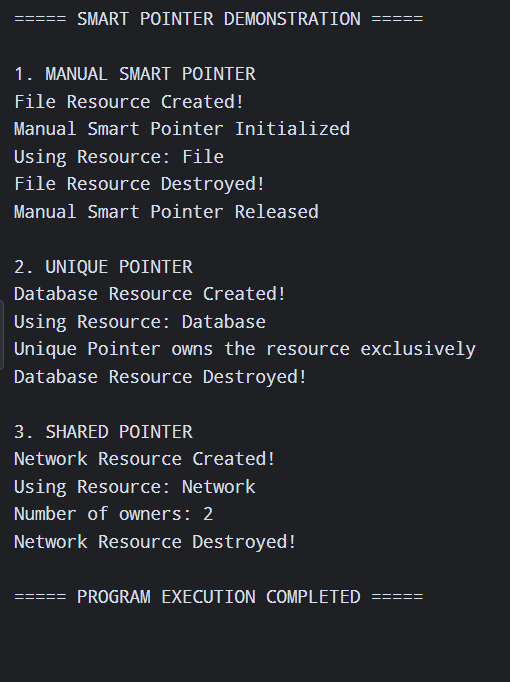 ===== SMART POINTER DEMONSTRATION =====
1. MANUAL SMART POINTER
File Resource Created!
Manual Smart Pointer Initialized
Using Resource: File
File Resource Destroyed!
Manual Smart Pointer Released
2. UNIQUE POINTER
Database Resource Created!
Using Resource: Database
Unique Pointer owns the resource exclusively
Database Resource Destroyed!
3. SHARED POINTER
Network Resource Created!
Using Resource: Network
Number of owners: 2
Network Resource Destroyed!
===== PROGRAM EXECUTION COMPLETED =====